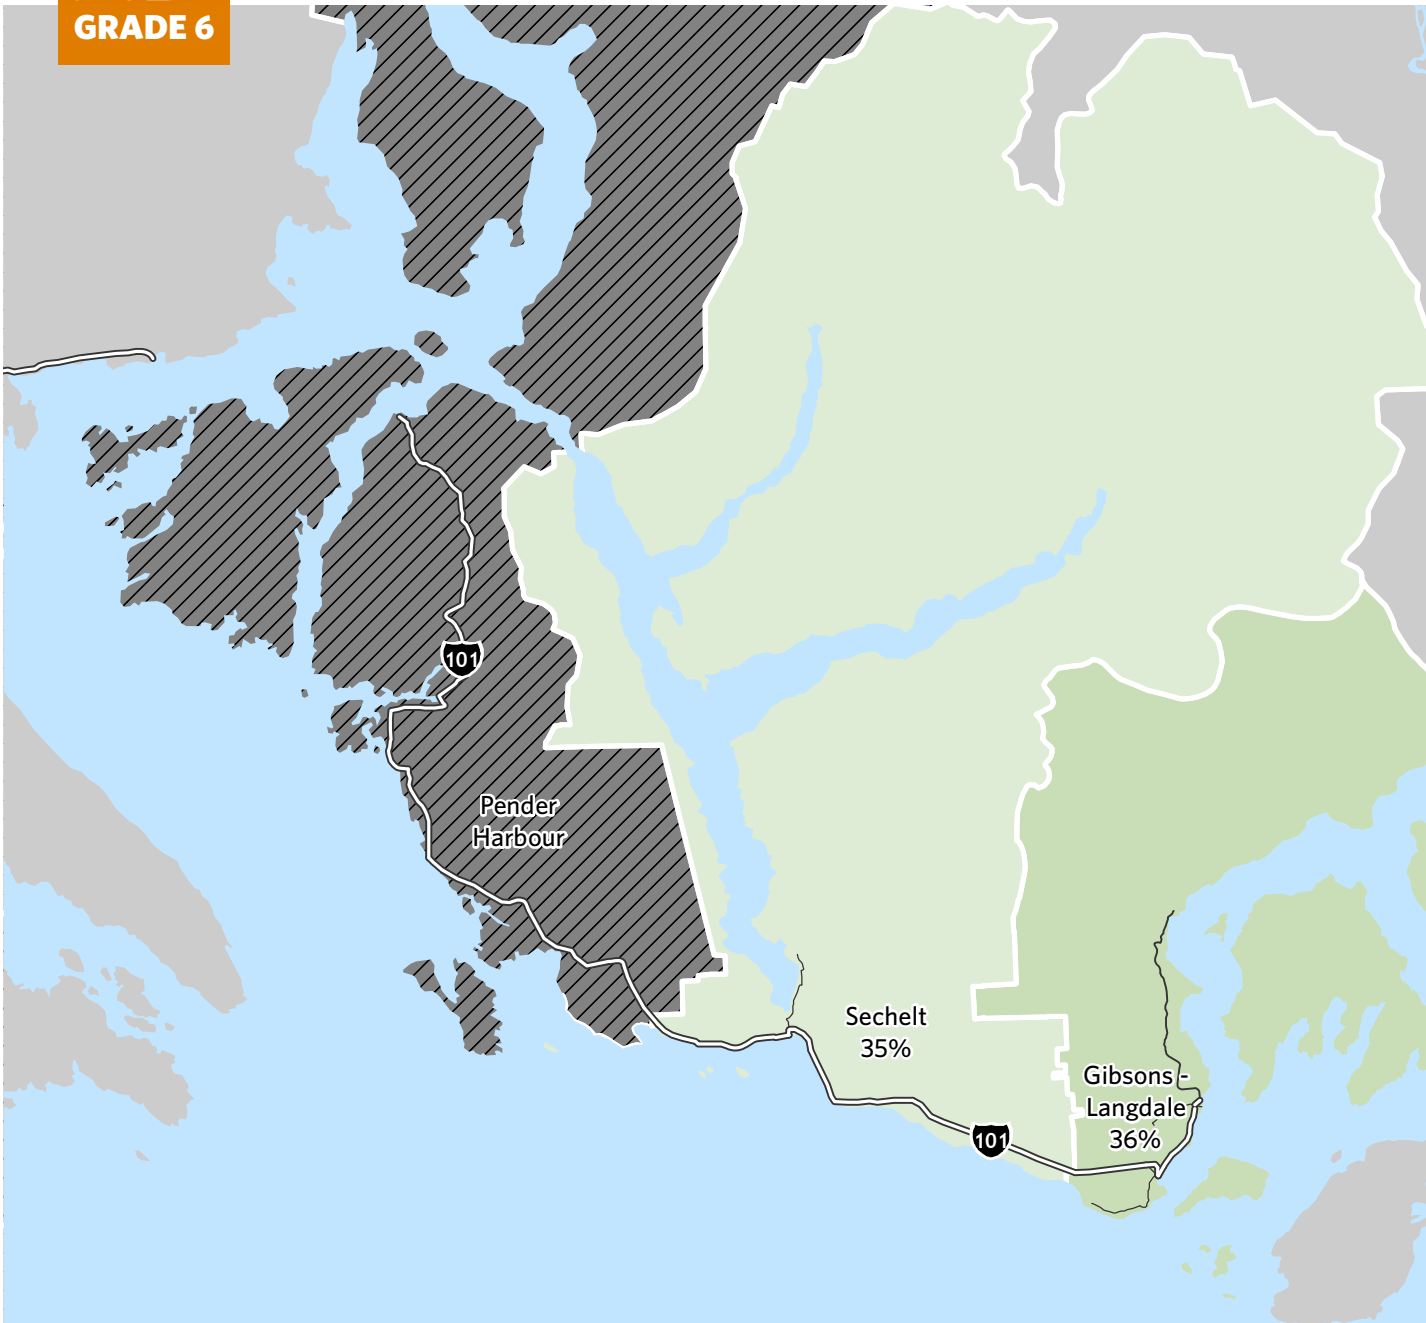 GRADE 6
101
Pender
Harbour
Sechelt
35%
Gibsons -
Langdale
36%
101